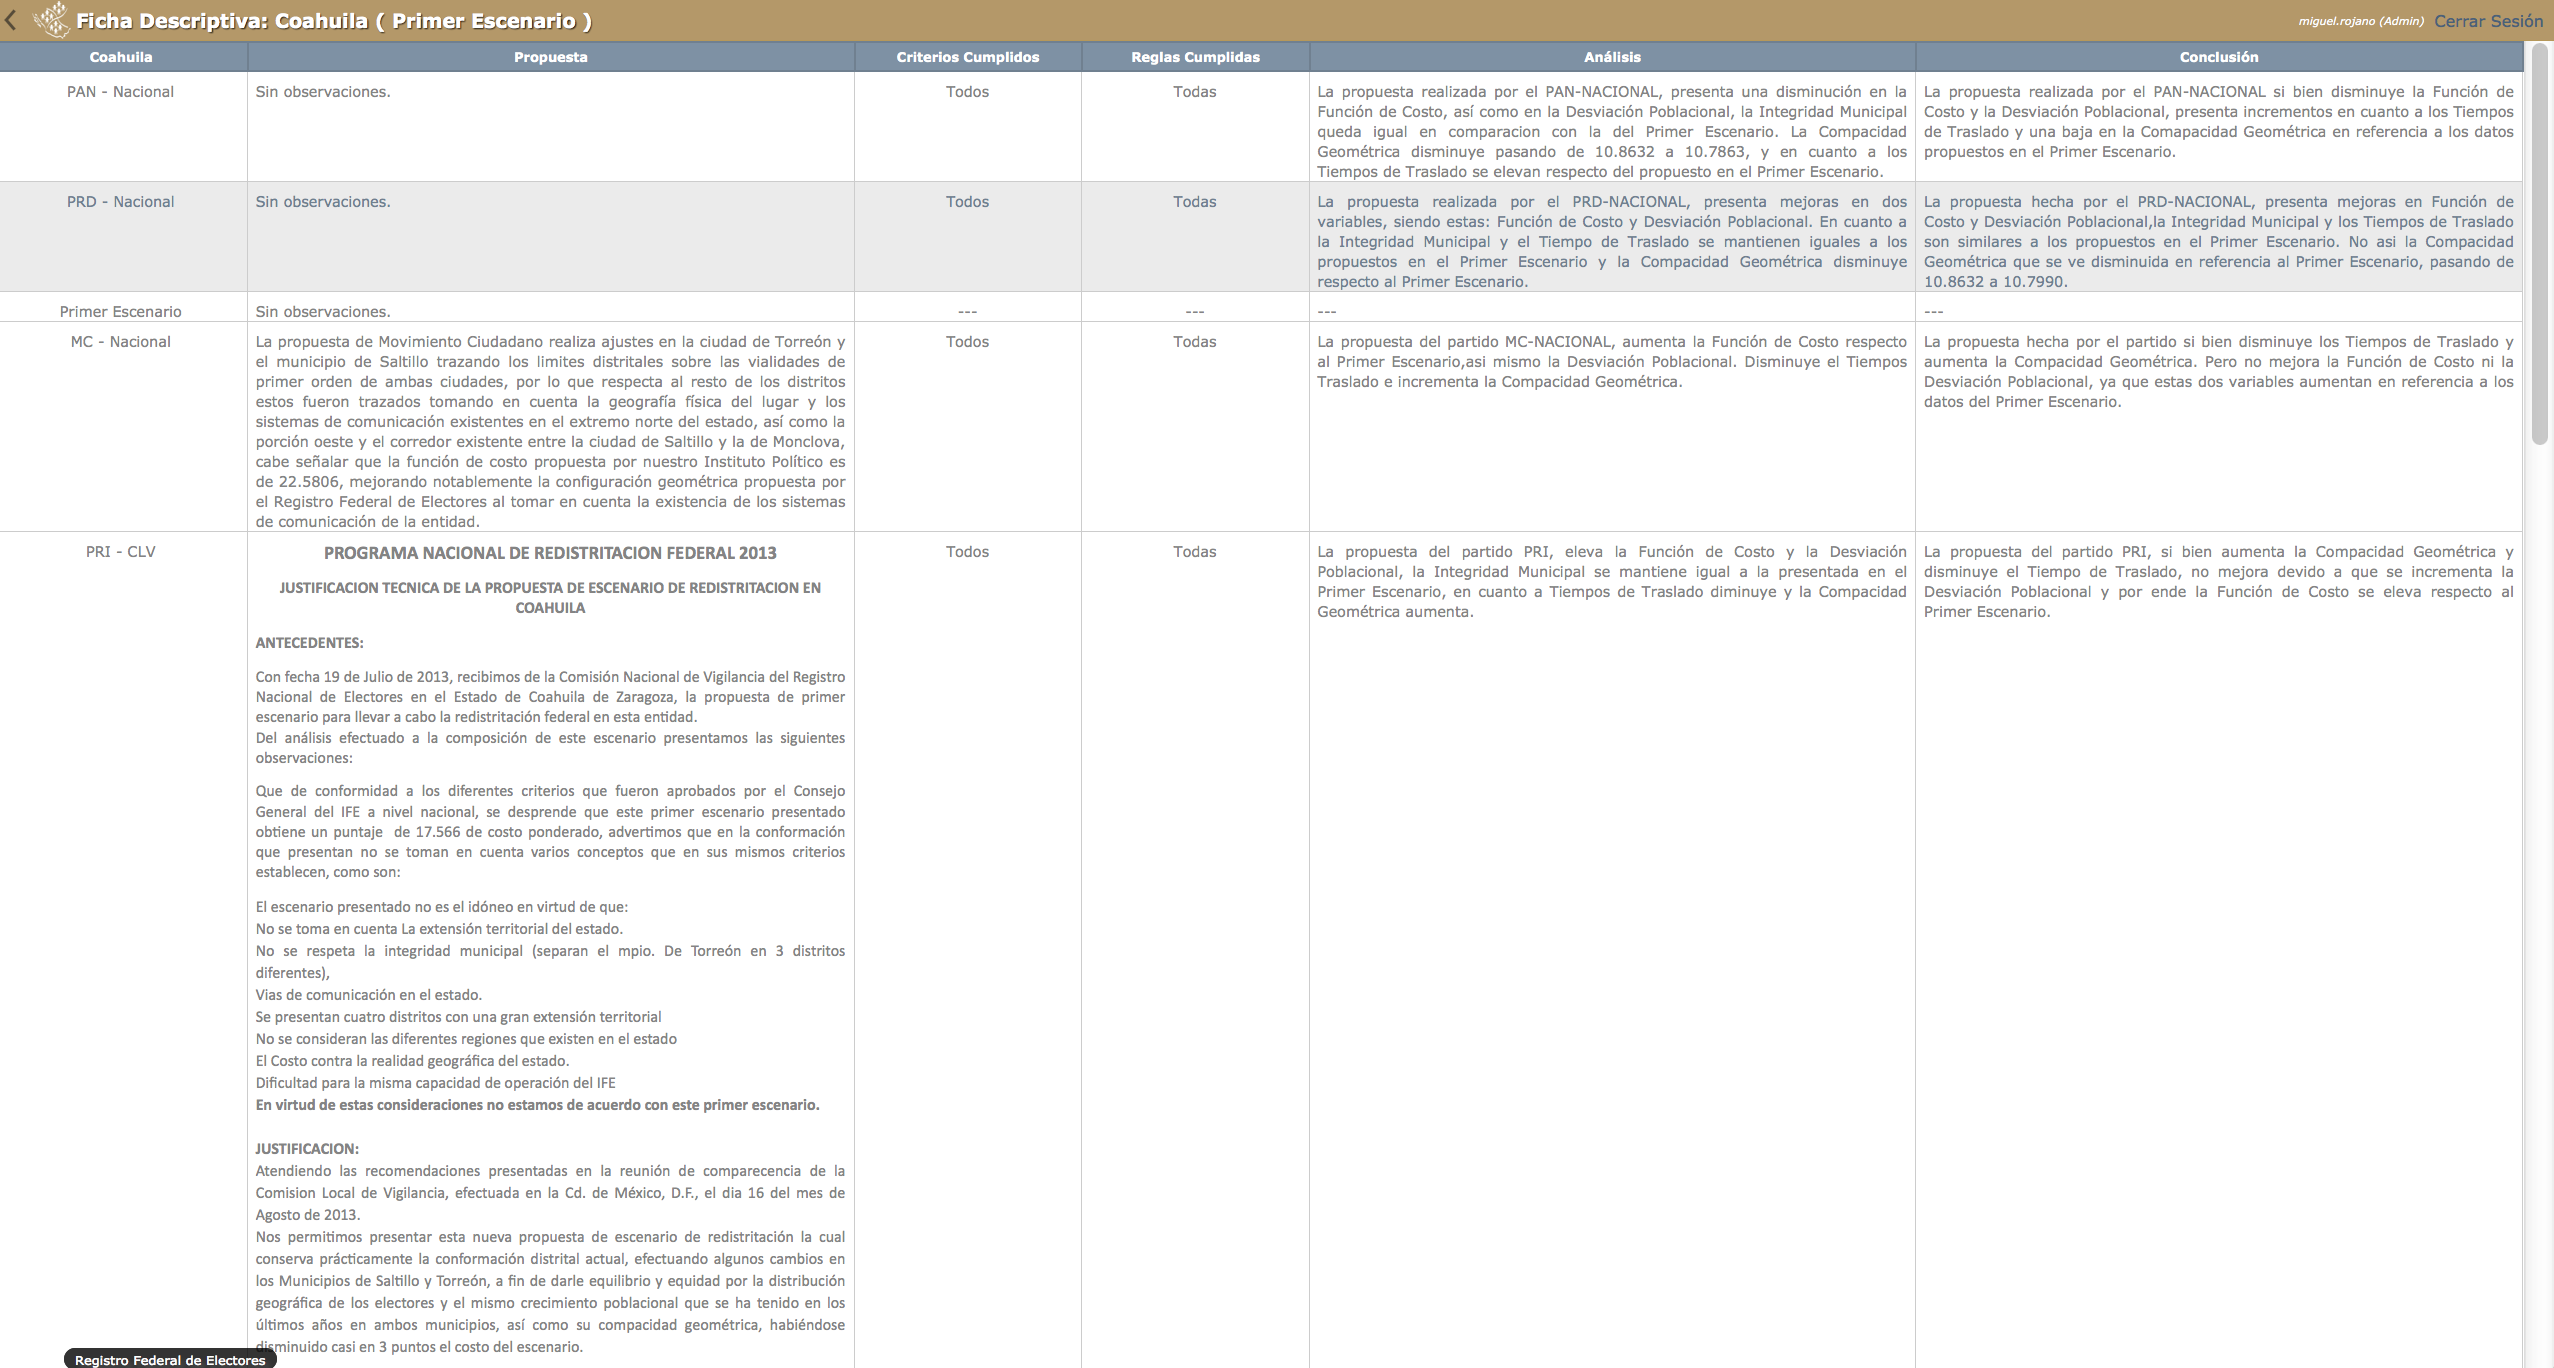 Ficha Descriptiva: Coahuila ( Primer Escenario )
miguel.rojano (Admin) Cerrar Sesión
Coahuila Propuesta Criterios Cumplidos Reglas Cumplidas Análisis Conclusión
PAN - Nacional
Sin observaciones.
Todos
Todas
La propuesta realizada por el PAN-NACIONAL, presenta una disminución en la
Función de Costo, así como en la Desviación Poblacional, la Integridad Municipal
queda igual en comparacion con la del Primer Escenario. La Compacidad
Geométrica disminuye pasando de 10.8632 a 10.7863, y en cuanto a los
Tiempos de Traslado se elevan respecto del propuesto en el Primer Escenario.
La propuesta realizada por el PAN-NACIONAL si bien disminuye la Función de
Costo y la Desviación Poblacional, presenta incrementos en cuanto a los Tiempos
de Traslado y una baja en la Comapacidad Geométrica en referencia a los datos
propuestos en el Primer Escenario.
PRD - Nacional
Sin observaciones.
Todos
Todas
La propuesta realizada por el PRD-NACIONAL, presenta mejoras en dos
variables, siendo estas: Función de Costo y Desviación Poblacional. En cuanto a
la Integridad Municipal y el Tiempo de Traslado se mantienen iguales a los
propuestos en el Primer Escenario y la Compacidad Geométrica disminuye
respecto al Primer Escenario.
La propuesta hecha por el PRD-NACIONAL, presenta mejoras en Función de
Costo y Desviación Poblacional,la Integridad Municipal y los Tiempos de Traslado
son similares a los propuestos en el Primer Escenario. No asi la Compacidad
Geométrica que se ve disminuida en referencia al Primer Escenario, pasando de
10.8632 a 10.7990.
Primer Escenario
Sin observaciones.
---
---
---
---
MC - Nacional
La propuesta de Movimiento Ciudadano realiza ajustes en la ciudad de Torreón y
el municipio de Saltillo trazando los limites distritales sobre las vialidades de
primer orden de ambas ciudades, por lo que respecta al resto de los distritos
estos fueron trazados tomando en cuenta la geografía física del lugar y los
sistemas de comunicación existentes en el extremo norte del estado, así como la
porción oeste y el corredor existente entre la ciudad de Saltillo y la de Monclova,
cabe señalar que la función de costo propuesta por nuestro Instituto Político es
de 22.5806, mejorando notablemente la configuración geométrica propuesta por
el Registro Federal de Electores al tomar en cuenta la existencia de los sistemas
de comunicación de la entidad.
Todos
Todas
La propuesta del partido MC-NACIONAL, aumenta la Función de Costo respecto
al Primer Escenario,asi mismo la Desviación Poblacional. Disminuye el Tiempos
Traslado e incrementa la Compacidad Geométrica.
La propuesta hecha por el partido si bien disminuye los Tiempos de Traslado y
aumenta la Compacidad Geométrica. Pero no mejora la Función de Costo ni la
Desviación Poblacional, ya que estas dos variables aumentan en referencia a los
datos del Primer Escenario.
PRI - CLV
PROGRAMA NACIONAL DE REDISTRITACION FEDERAL 2013
JUSTIFICACION TECNICA DE LA PROPUESTA DE ESCENARIO DE REDISTRITACION EN
COAHUILA
ANTECEDENTES:
Con fecha 19 de Julio de 2013, recibimos de la Comisión Nacional de Vigilancia del Registro
Nacional de Electores en el Estado de Coahuila de Zaragoza, la propuesta de primer
escenario para llevar a cabo la redistritación federal en esta entidad.
Del análisis efectuado a la composición de este escenario presentamos las siguientes
observaciones:
Que de conformidad a los diferentes criterios que fueron aprobados por el Consejo
General del IFE a nivel nacional, se desprende que este primer escenario presentado
obtiene un puntaje de 17.566 de costo ponderado, advertimos que en la conformación
que presentan no se toman en cuenta varios conceptos que en sus mismos criterios
establecen, como son:
El escenario presentado no es el idóneo en virtud de que:
No se toma en cuenta La extensión territorial del estado.
No se respeta la integridad municipal (separan el mpio. De Torreón en 3 distritos
diferentes),
Vias de comunicación en el estado.
Se presentan cuatro distritos con una gran extensión territorial
No se consideran las diferentes regiones que existen en el estado
El Costo contra la realidad geográfica del estado.
Dificultad para la misma capacidad de operación del IFE
En virtud de estas consideraciones no estamos de acuerdo con este primer escenario.
JUSTIFICACION:
Atendiendo las recomendaciones presentadas en la reunión de comparecencia de la
Comision Local de Vigilancia, efectuada en la Cd. de México, D.F., el dia 16 del mes de
Agosto de 2013.
Nos permitimos presentar esta nueva propuesta de escenario de redistritación la cual
conserva prácticamente la conformación distrital actual, efectuando algunos cambios en
los Municipios de Saltillo y Torreón, a fin de darle equilibrio y equidad por la distribución
geográfica de los electores y el mismo crecimiento poblacional que se ha tenido en los
últimos años en ambos municipios, así como su compacidad geométrica, habiéndose
disminuido casi en 3 puntos el costo del escenario.
Todos
Todas
La propuesta del partido PRI, eleva la Función de Costo y la Desviación
Poblacional, la Integridad Municipal se mantiene igual a la presentada en el
Primer Escenario, en cuanto a Tiempos de Traslado diminuye y la Compacidad
Geométrica aumenta.
La propuesta del partido PRI, si bien aumenta la Compacidad Geométrica y
disminuye el Tiempo de Traslado, no mejora debido a que se incrementa la
Desviación Poblacional y por ende la Función de Costo se eleva respecto al
Primer Escenario.
Registro Federal de Electores